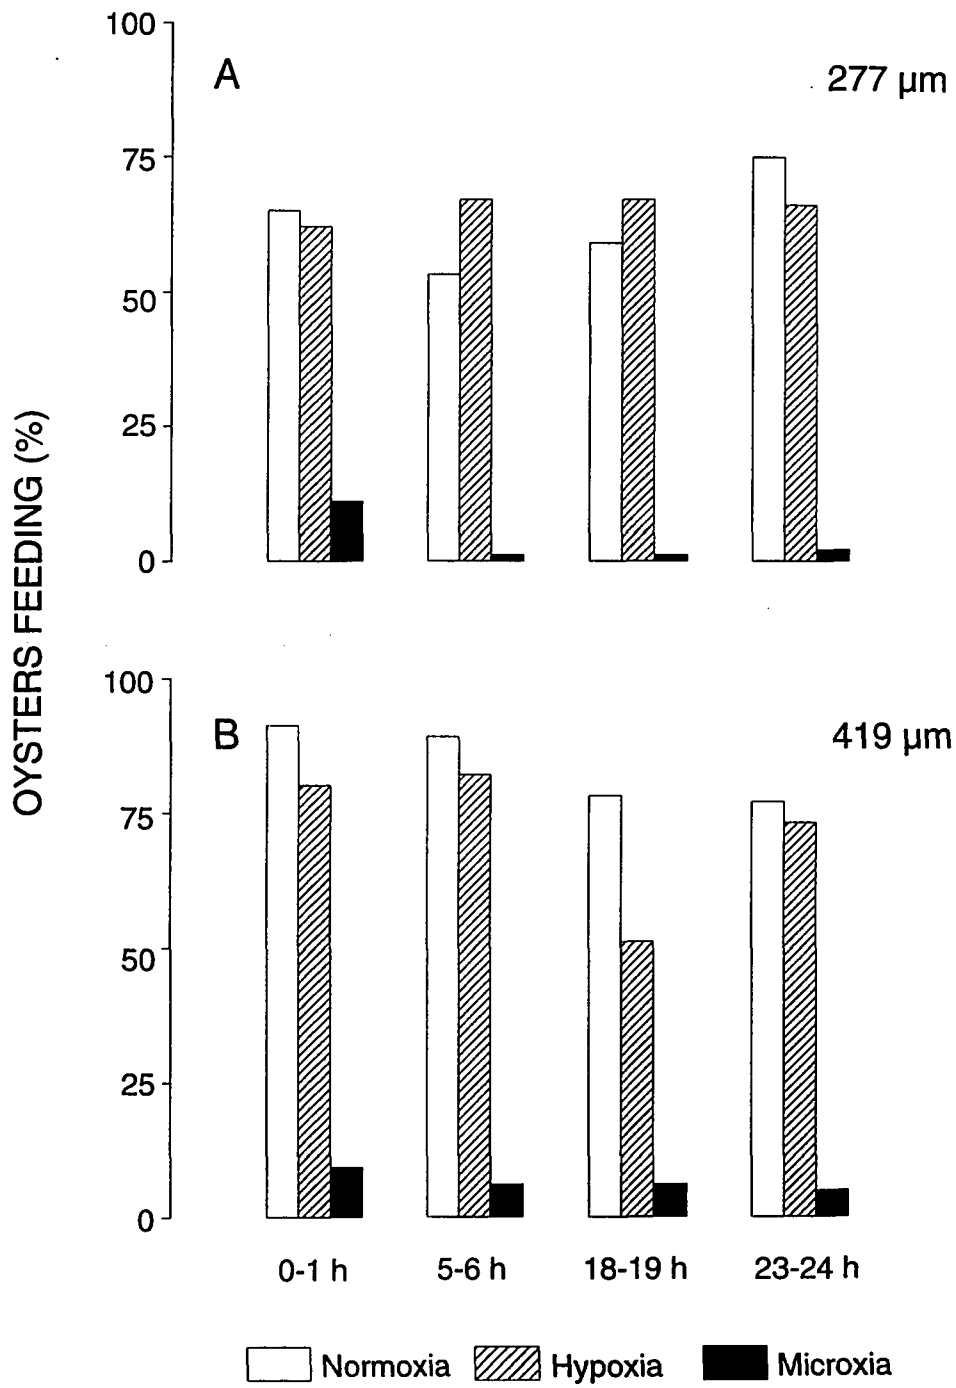 OYSTERS FEEDING (%)
100
75
50
25
0
A
277 µm
100
75
50
25
0
B
419 µm
0-1 h 5-6 h 18-19 h 23-24 h
Normoxia Hypoxia Microxia